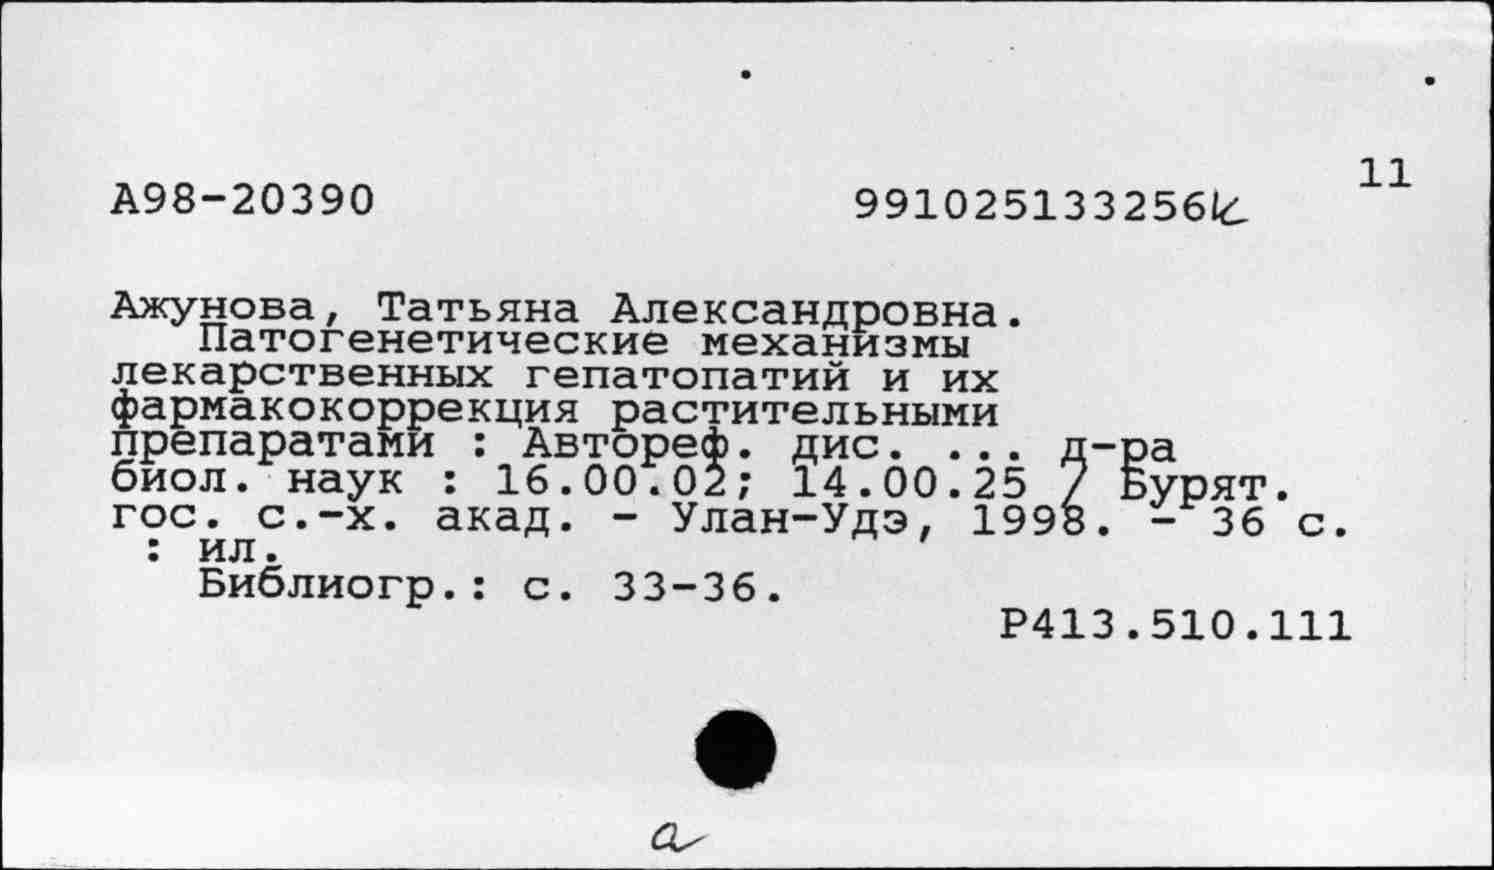 11
А98-20390 991025133256k
Ажунова, Татьяна Александровна.
Патогенетические механизмы
лекарственных гепатопатий и их
фармакокоррекция растительными
препаратами : Автореф. дис. ... д-ра
биол. наук : 16.00.02; 14.00.25 / Бурят.
гос. с.-х. акад. - Улан-Удэ, 1998. - 36 с.
: ил.
Библиогр.: с. 33-36.
Р413.510.111
a